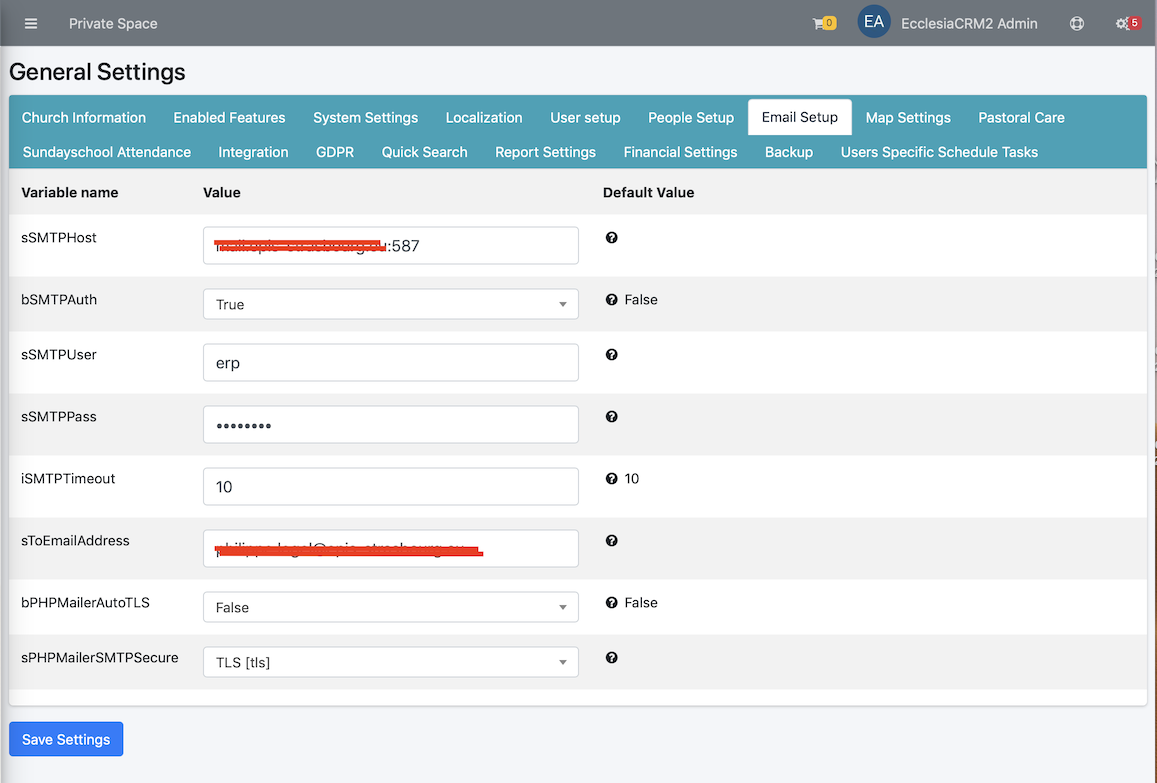 Private Space
0
EA
EcclesiaCRM2 Admin
5
General Settings
Church Information Enabled Features System Settings Localization User setup People Setup Email Setup Map Settings Pastoral Care
Sundayschool Attendance Integration GDPR Quick Search Report Settings Financial Settings Backup Users Specific Schedule Tasks
Variable name Value Default Value
sSMTPHost :587
bSMTPAuth True False
sSMTPUser erp
sSMTPPass ••••••••
iSMTPTimeout 10 10
sToEmailAddress
bPHPMailerAutoTLS False False
sPHPMailerSMTPSecure TLS [tls]
Save Settings